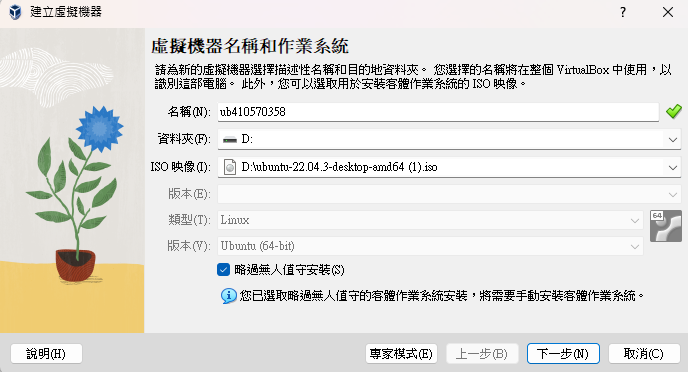 建立虛擬機器
?
虛擬機器名稱和作業系統
請為新的虛擬機器選擇描述性名稱和目的地資料夾。您選擇的名稱將在整個 VirtualBox 中使用，以
識別這部電腦。此外，您可以選取用於安裝客體作業系統的 ISO 映像。
名稱(N): ub410570358
資料夾(F): D:
ISO 映像(I): D:\ubuntu-22.04.3-desktop-amd64 (1).iso
版本(E):
類型(T): Linux
64
版本(V): Ubuntu (64-bit)
略過無人值守安裝(S)
您已選取略過無人值守的客體作業系統安裝，將需要手動安裝客體作業系統。
說明(H) 專家模式(E) 上一步(B) 下一步(N) 取消(C)